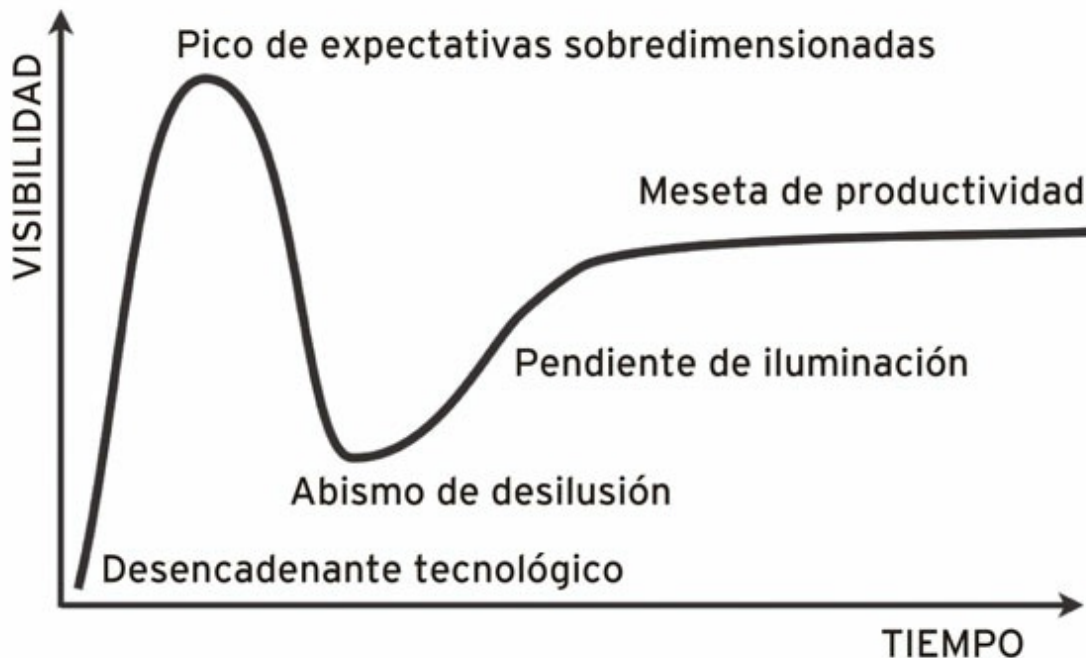 Pico de expectativas sobredimensionadas
VISIBILIDAD
Meseta de productividad
Pendiente de iluminación
Abismo de desilusión
Desencadenante tecnológico
TIEMPO